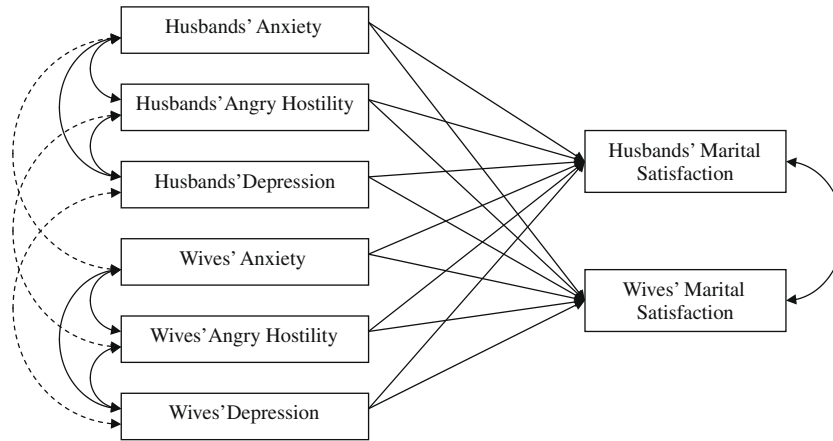 Husbands' Anxiety
Husbands'Angry Hostility
Husbands'Depression
Wives' Anxiety
Wives'Angry Hostility
Wives'Depression
Husbands' Marital
Satisfaction
Wives' Marital
Satisfaction